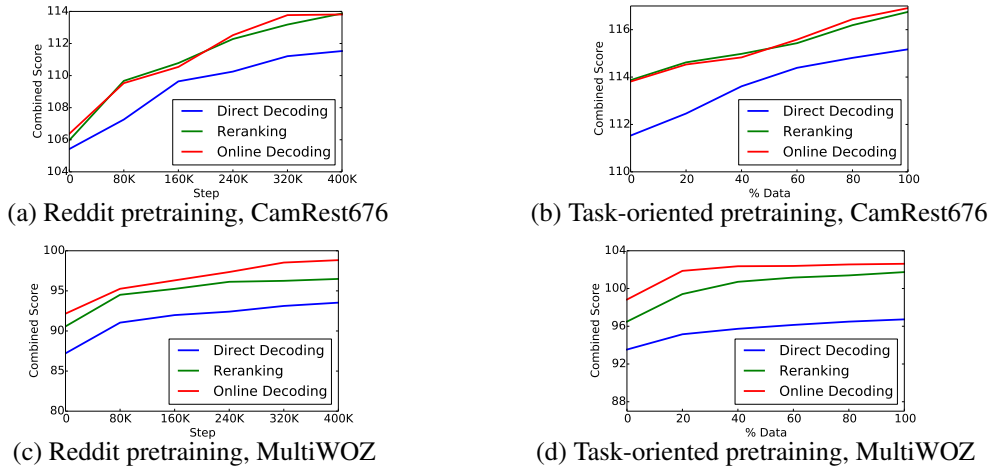 114
112
110
108
106
104
Combined Score
Direct Decoding
Reranking
Online Decoding
0 80K 160K 240K 320K 400K
Step
(a) Reddit pretraining, CamRest676
116
114
112
110
Combined Score
Direct Decoding
Reranking
Online Decoding
0 20 40 60 80 100
% Data
(b) Task-oriented pretraining, CamRest676
100
95
90
85
80
Combined Score
Direct Decoding
Reranking
Online Decoding
0 80K 160K 240K 320K 400K
Step
(c) Reddit pretraining, MultiWOZ
104
100
96
92
88
Combined Score
Direct Decoding
Reranking
Online Decoding
0 20 40 60 80 100
% Data
(d) Task-oriented pretraining, MultiWOZ